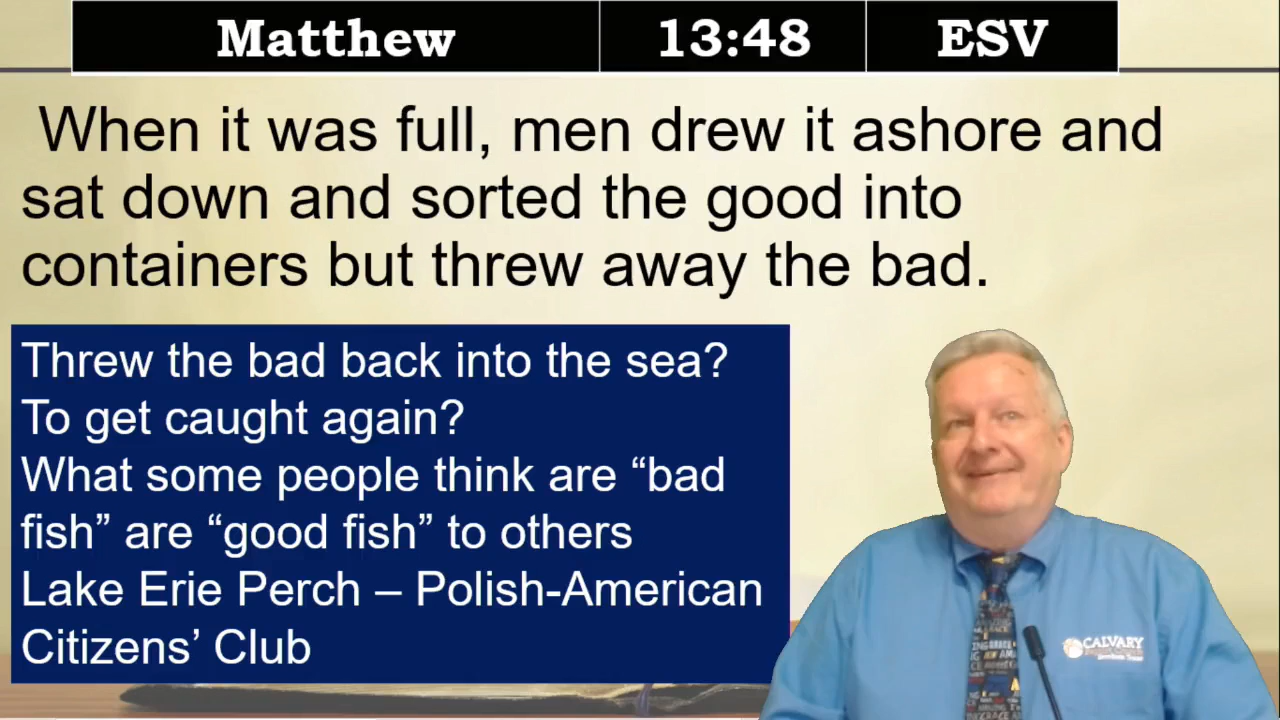 Matthew 13:48 ESV
When it was full, men drew it ashore and
sat down and sorted the good into
containers but threw away the bad.
Threw the bad back into the sea?
To get caught again?
What some people think are “bad
fish” are “good fish” to others
Lake Erie Perch – Polish-American
Citizens’ Club
CALVARY